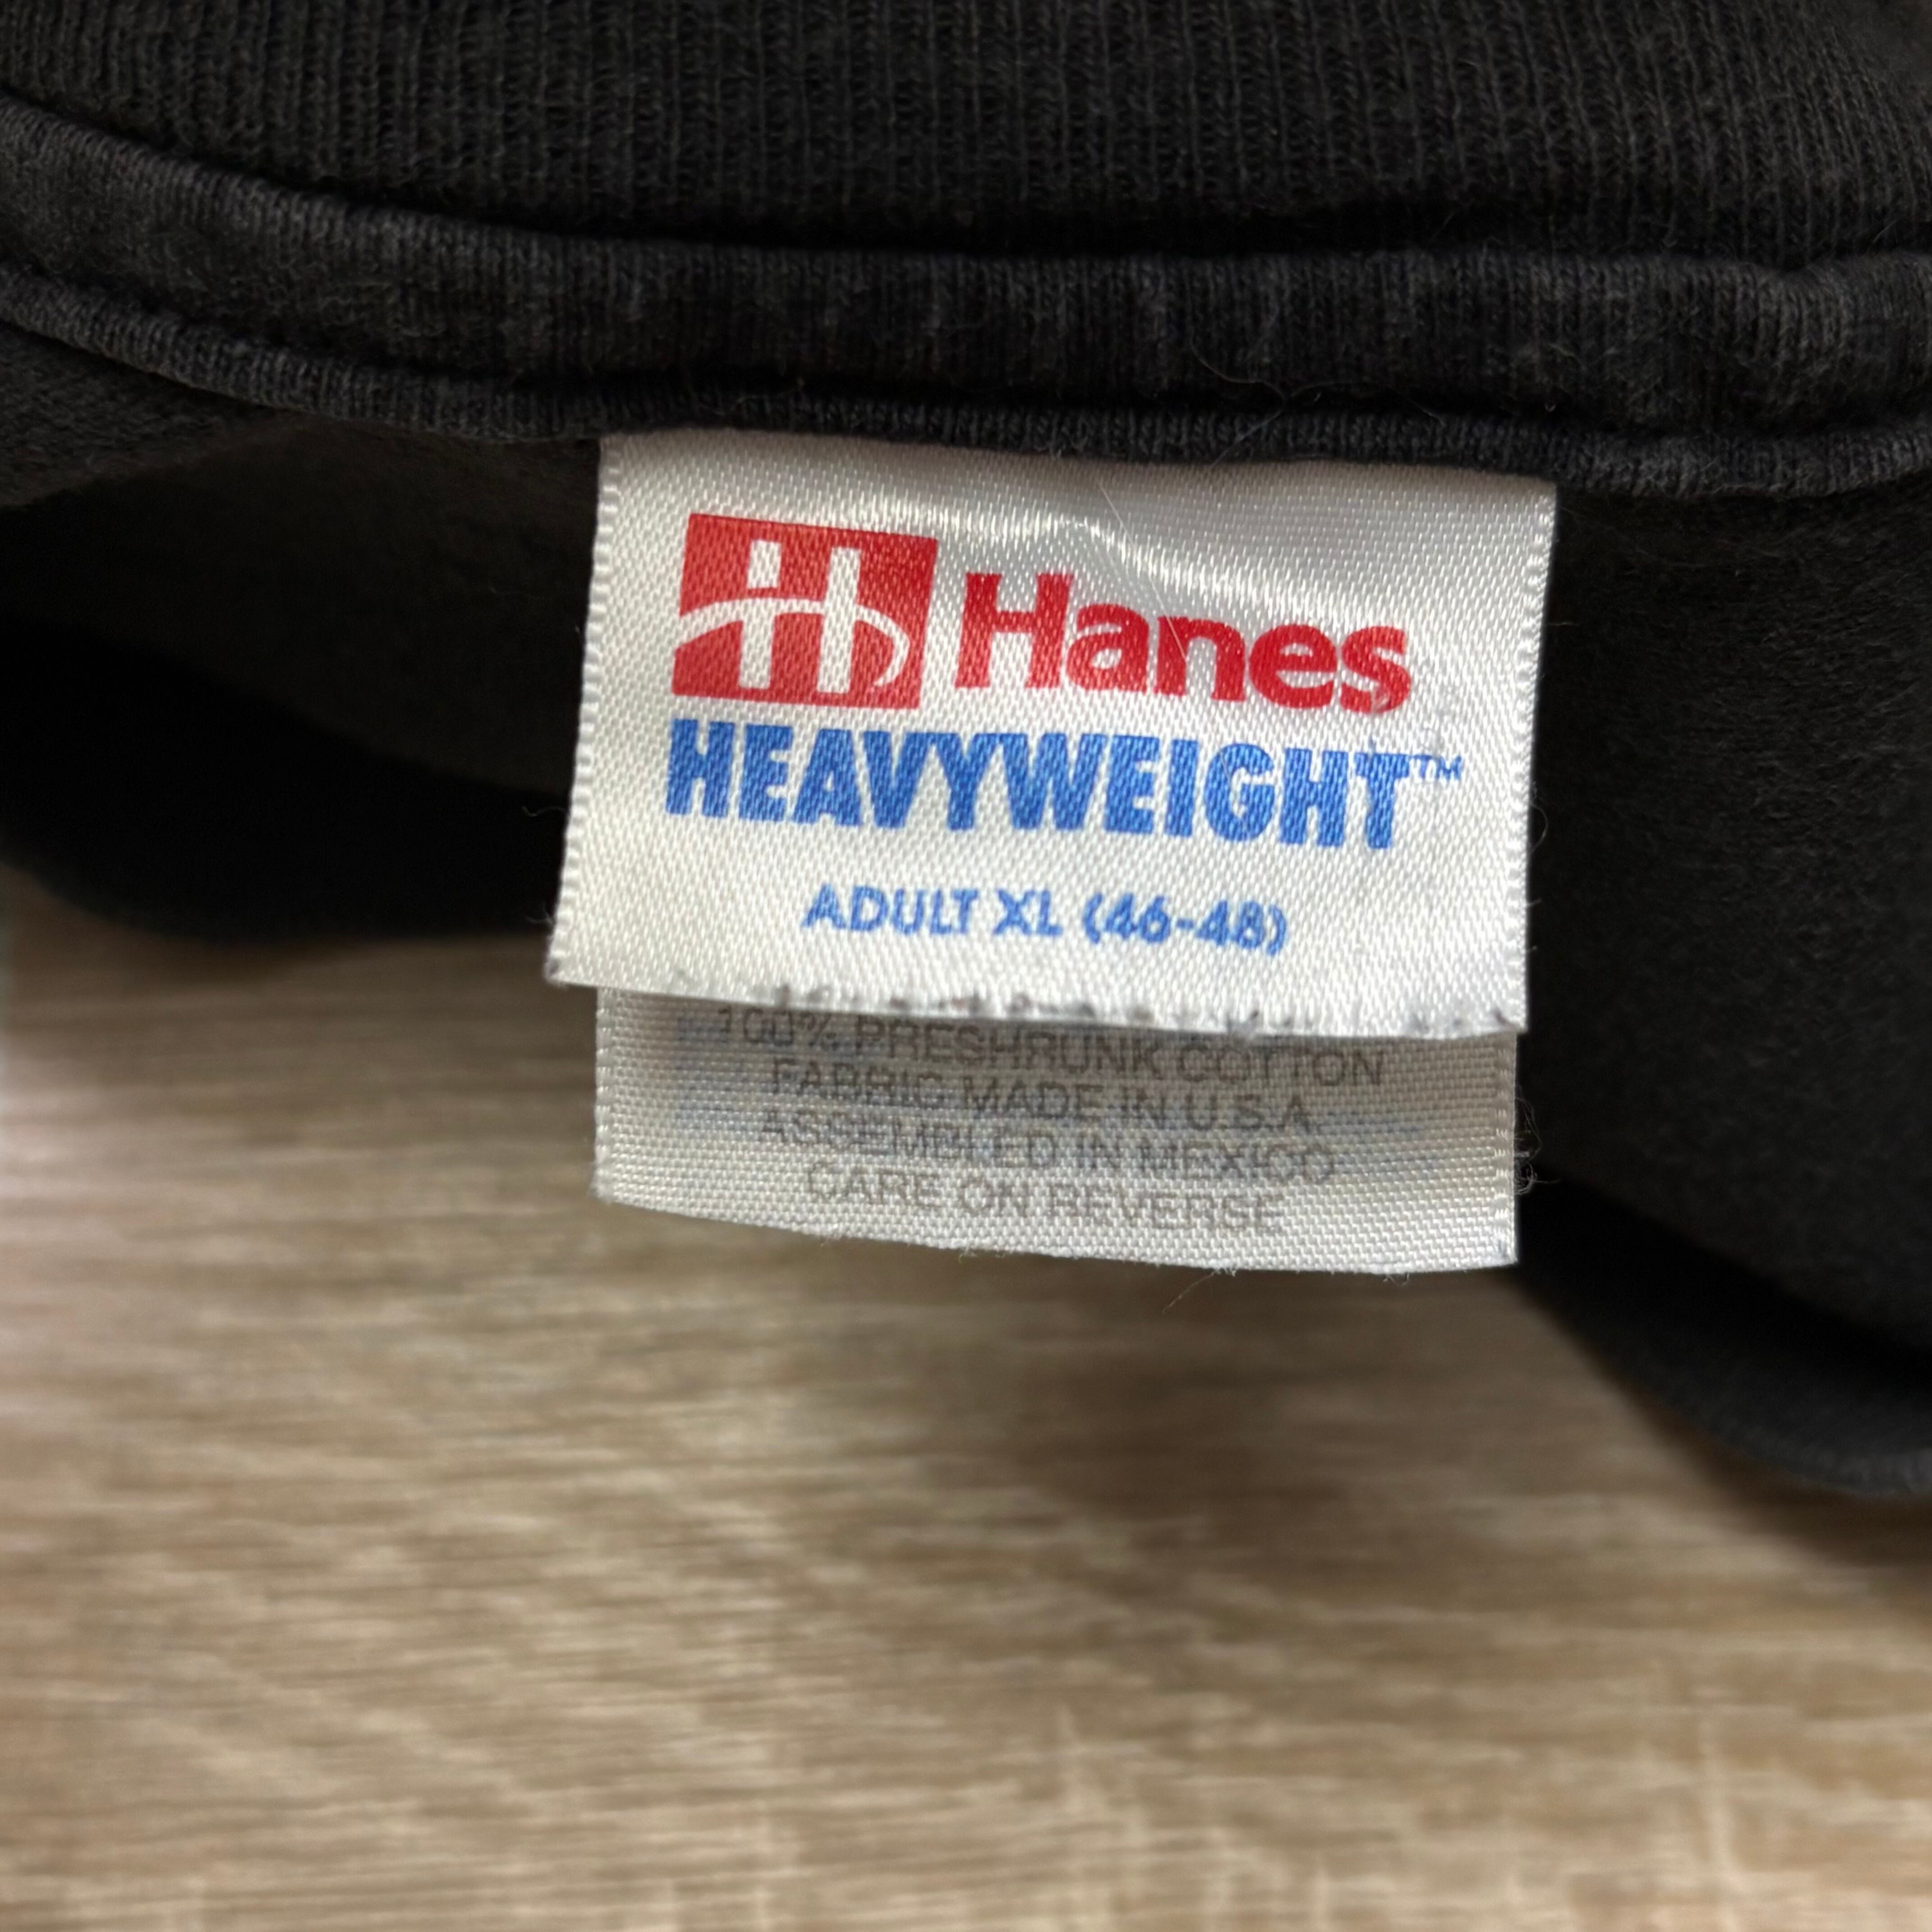 Hanes
HEAVYWEIGHT™
ADULT XL (46-48)
100% PRESHRUNK COTTON
FABRIC MADE IN U.S.A
ASSEMBLED IN MEXICO
CARE ON REVERSE